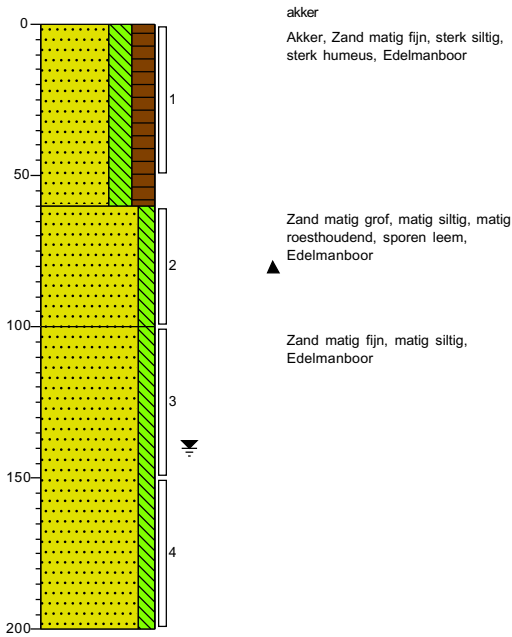 akker
0
Akker, Zand matig fijn, sterk siltig,
sterk humeus, Edelmanboor
1
50
Zand matig grof, matig siltig, matig
roesthoudend, sporen leem,
Edelmanboor
2
100
Zand matig fijn, matig siltig,
Edelmanboor
3
150
4
200